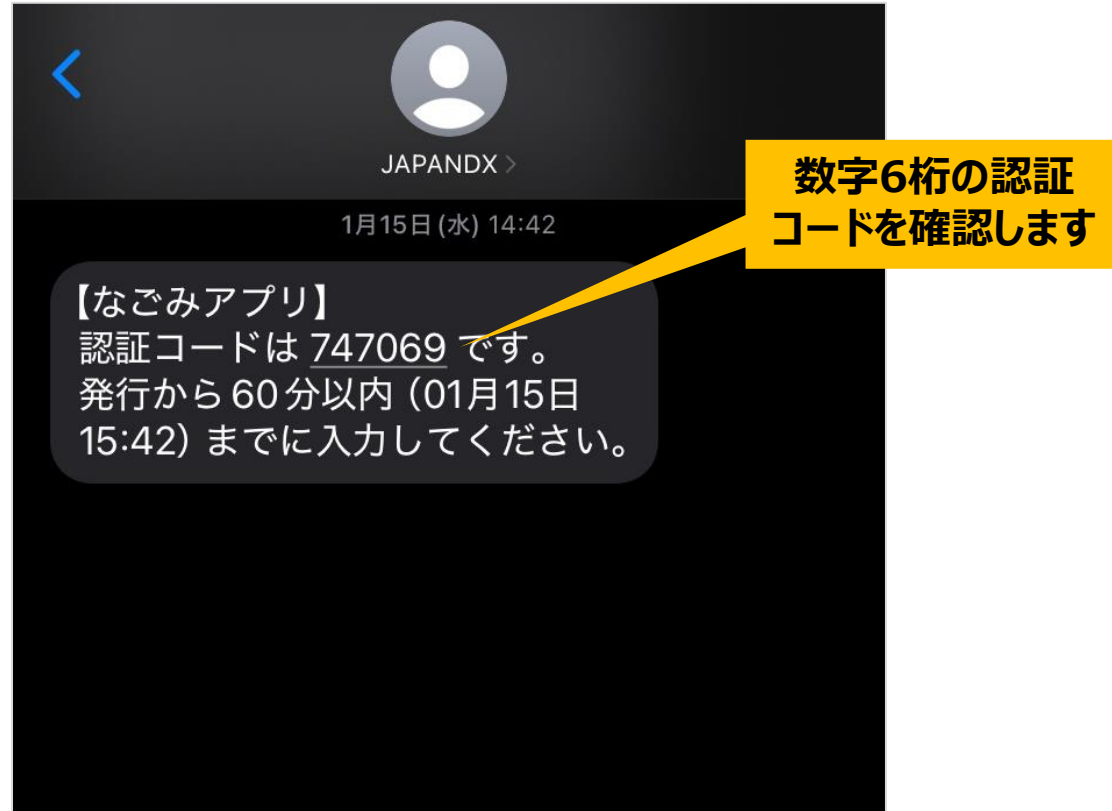 JAPANDX >
1月15日(水) 14:42
【なごみアプリ】
認証コードは 747069 です。
発行から60分以内（01月15日
15:42）までに入力してください。
数字6桁の認証
コードを確認します